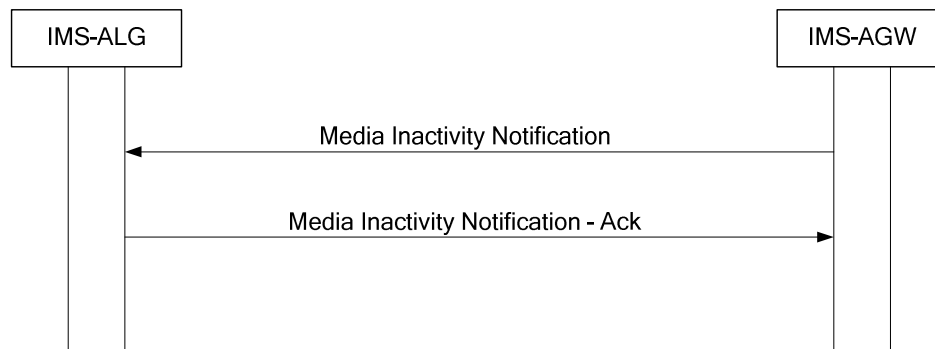 IMS-ALG
IMS-AGW
Media Inactivity Notification
Media Inactivity Notification - Ack